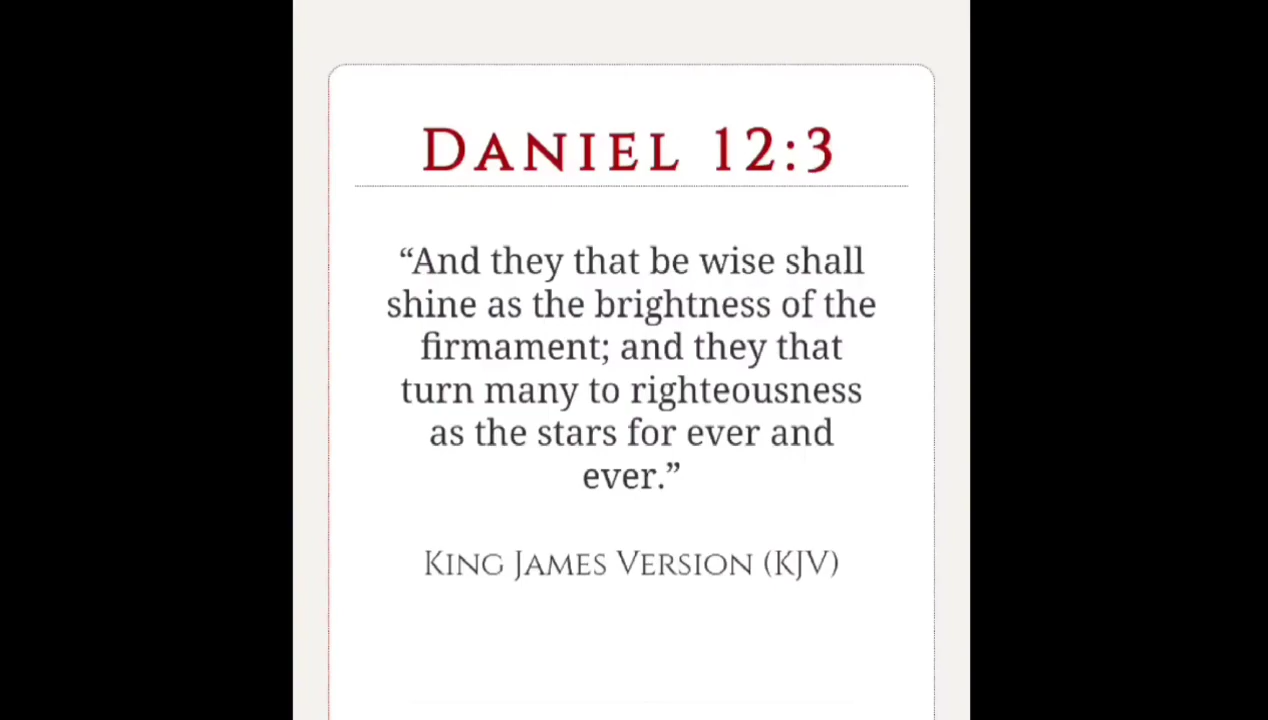 Daniel 12:3
“And they that be wise shall
shine as the brightness of the
firmament; and they that
turn many to righteousness
as the stars for ever and
ever.”
King James Version (KJV)